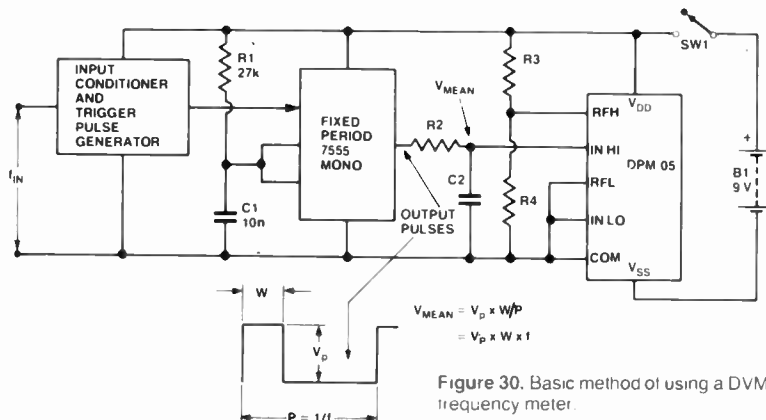 INPUT
CONDITIONER
AND
TRIGGER
PULSE
GENERATOR
f_IN
R1
27k
C1
10n
FIXED
PERIOD
7555
MONO
R2
V_MEAN
C2
OUTPUT
PULSES
R3
R4
V_DD
RFH
IN HI
DPM 05
RFL
IN LO
COM
V_SS
SW1
+
B1
9 V
W
V_p
P = 1/f
V_MEAN = V_p x W/P
= V_p x W x f
Figure 30. Basic method of using a DVM
frequency meter.